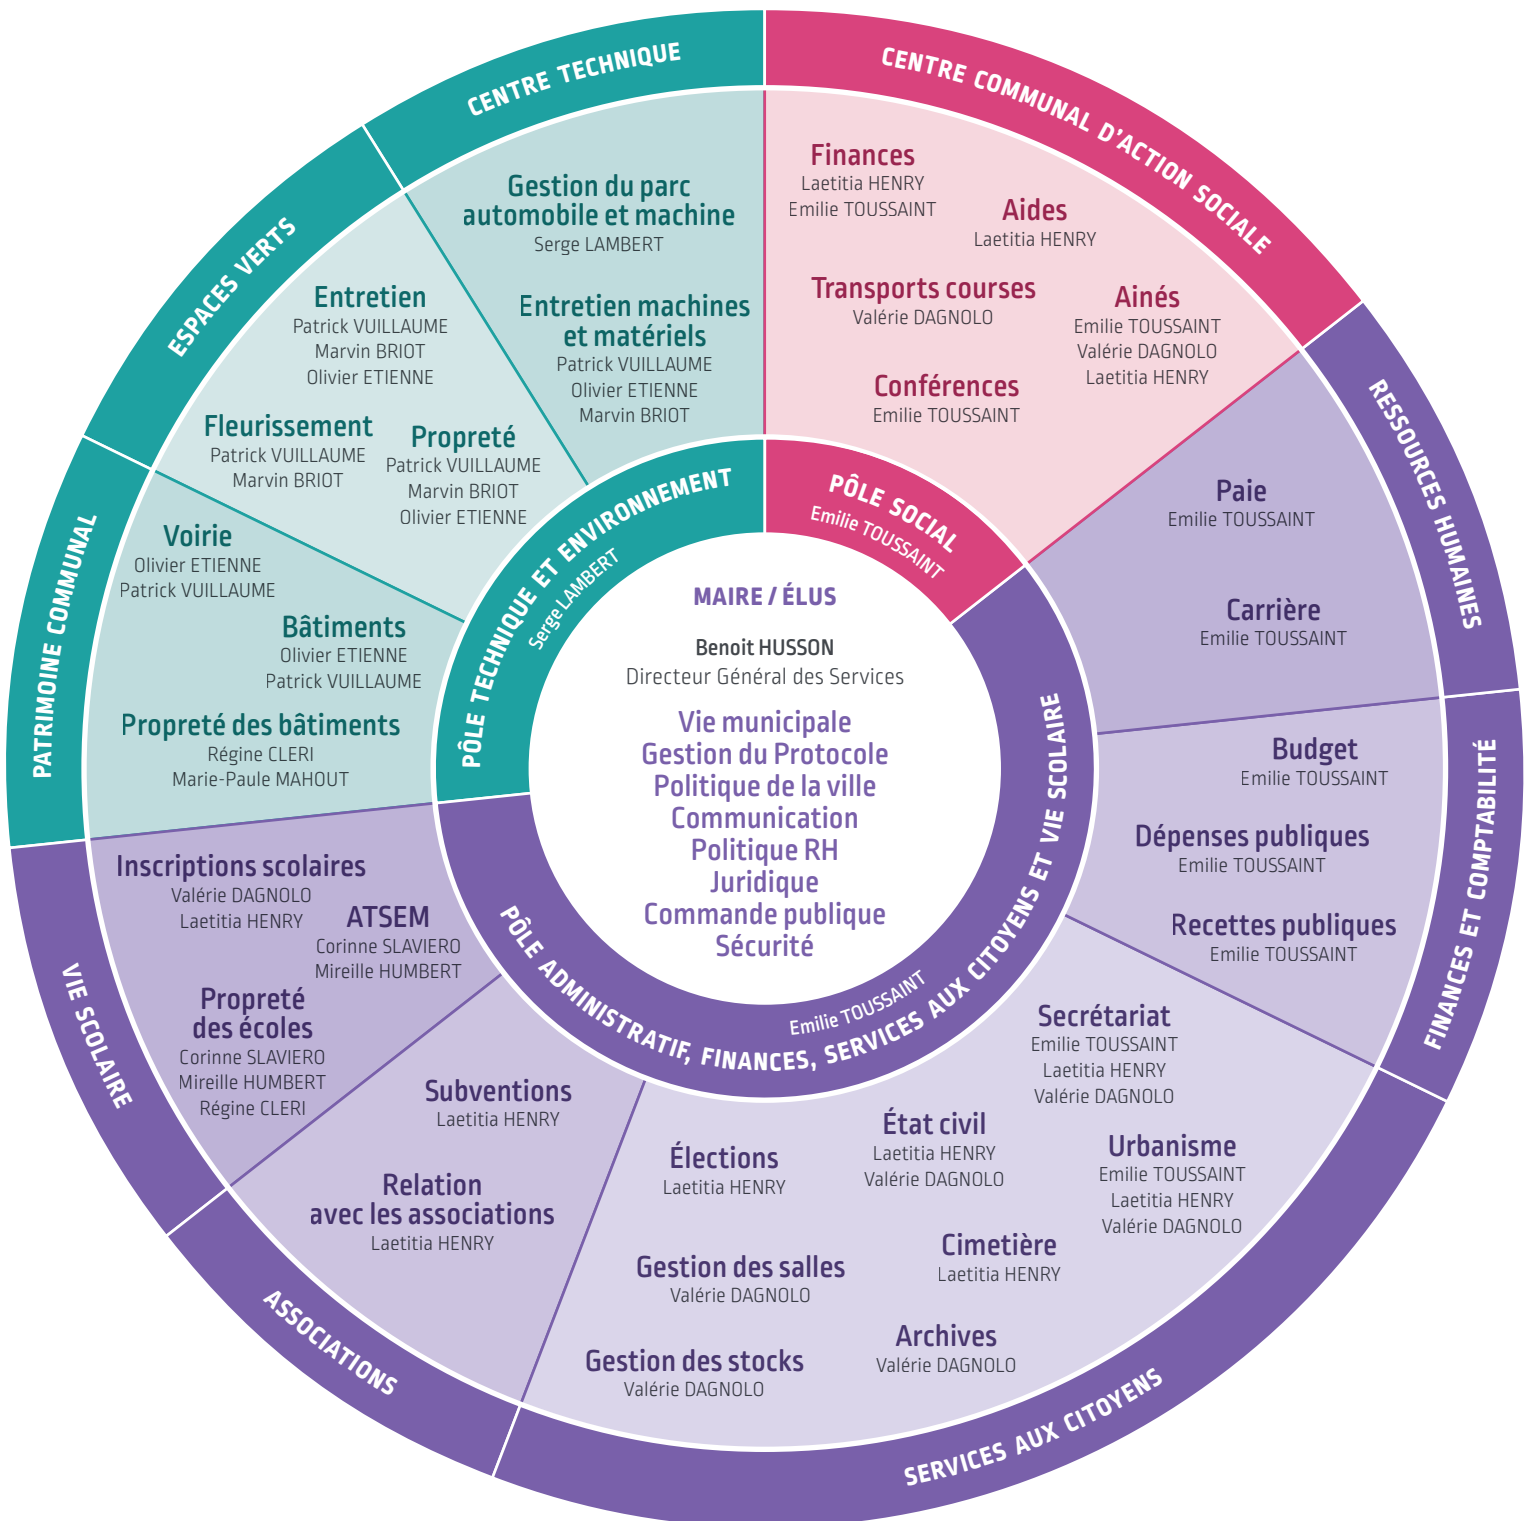 CENTRE TECHNIQUE
Gestion du parc
automobile et machine
Serge LAMBERT
Entretien machines
et matériels
Patrick VUILLAUME
Olivier ETIENNE
Marvin BRIOT
CENTRE COMMUNAL D'ACTION SOCIALE
Finances
Laetitia HENRY
Emilie TOUSSAINT
Aides
Laetitia HENRY
Transports courses
Valérie DAGNOLO
Ainés
Emilie TOUSSAINT
Valérie DAGNOLO
Laetitia HENRY
Conférences
Emilie TOUSSAINT
RESSOURCES HUMAINES
Paie
Emilie TOUSSAINT
Carrière
Emilie TOUSSAINT
FINANCES ET COMPTABILITÉ
Budget
Emilie TOUSSAINT
Dépenses publiques
Emilie TOUSSAINT
Recettes publiques
Emilie TOUSSAINT
SERVICES AUX CITOYENS
Secrétariat
Emilie TOUSSAINT
Laetitia HENRY
Valérie DAGNOLO
État civil
Laetitia HENRY
Valérie DAGNOLO
Urbanisme
Emilie TOUSSAINT
Laetitia HENRY
Valérie DAGNOLO
Élections
Laetitia HENRY
Cimetière
Laetitia HENRY
Gestion des salles
Valérie DAGNOLO
Archives
Valérie DAGNOLO
Gestion des stocks
Valérie DAGNOLO
ASSOCIATIONS
Subventions
Laetitia HENRY
Relation
avec les associations
Laetitia HENRY
VIE SCOLAIRE
Inscriptions scolaires
Valérie DAGNOLO
Laetitia HENRY
ATSEM
Corinne SLAVIERO
Mireille HUMBERT
Propreté
des écoles
Corinne SLAVIERO
Mireille HUMBERT
Régine CLERI
PATRIMOINE COMMUNAL
Voirie
Olivier ETIENNE
Patrick VUILLAUME
Bâtiments
Olivier ETIENNE
Patrick VUILLAUME
Propreté des bâtiments
Régine CLERI
Marie-Paule MAHOUT
ESPACES VERTS
Entretien
Patrick VUILLAUME
Marvin BRIOT
Olivier ETIENNE
Fleurissement
Patrick VUILLAUME
Marvin BRIOT
Propreté
Patrick VUILLAUME
Marvin BRIOT
Olivier ETIENNE
PÔLE TECHNIQUE ET ENVIRONNEMENT
Serge LAMBERT
PÔLE SOCIAL
Emilie TOUSSAINT
PÔLE ADMINISTRATIF, FINANCES, SERVICES AUX CITOYENS ET VIE SCOLAIRE
Emilie TOUSSAINT
MAIRE / ÉLUS
Benoit HUSSON
Directeur Général des Services
Vie municipale
Gestion du Protocole
Politique de la ville
Communication
Politique RH
Juridique
Commande publique
Sécurité